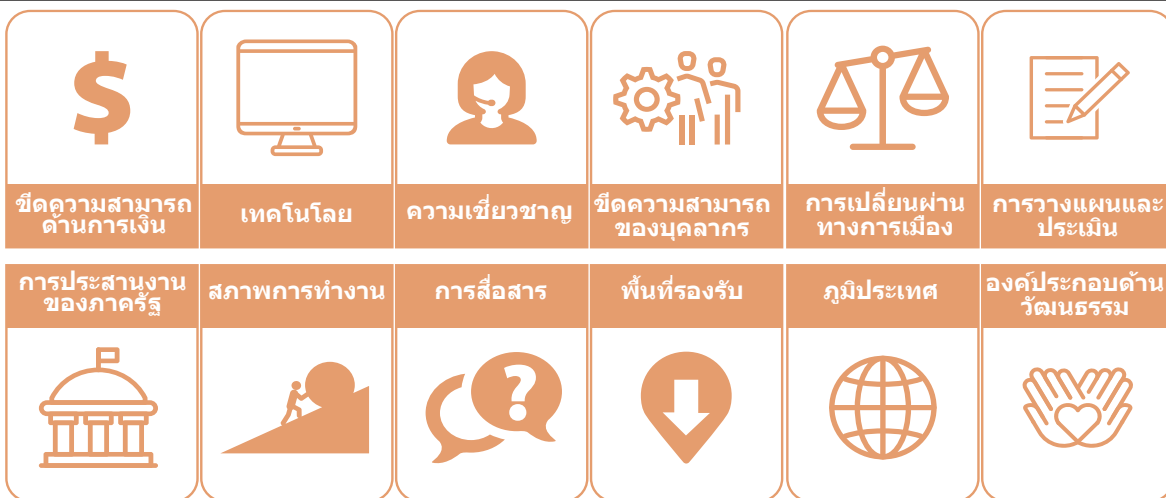 $
ขีดความสามารถ
ด้านการเงิน
เทคโนโลย
ความเชี่ยวชาญ
ขีดความสามารถ
ของบุคลากร
การเปลี่ยนผ่าน
ทางการเมือง
การวางแผนและ
ประเมิน
การประสานงาน
ของภาครัฐ
สภาพการทำงาน
การสื่อสาร
พื้นที่รองรับ
ภูมิประเทศ
องค์ประกอบด้าน
วัฒนธรรม
?